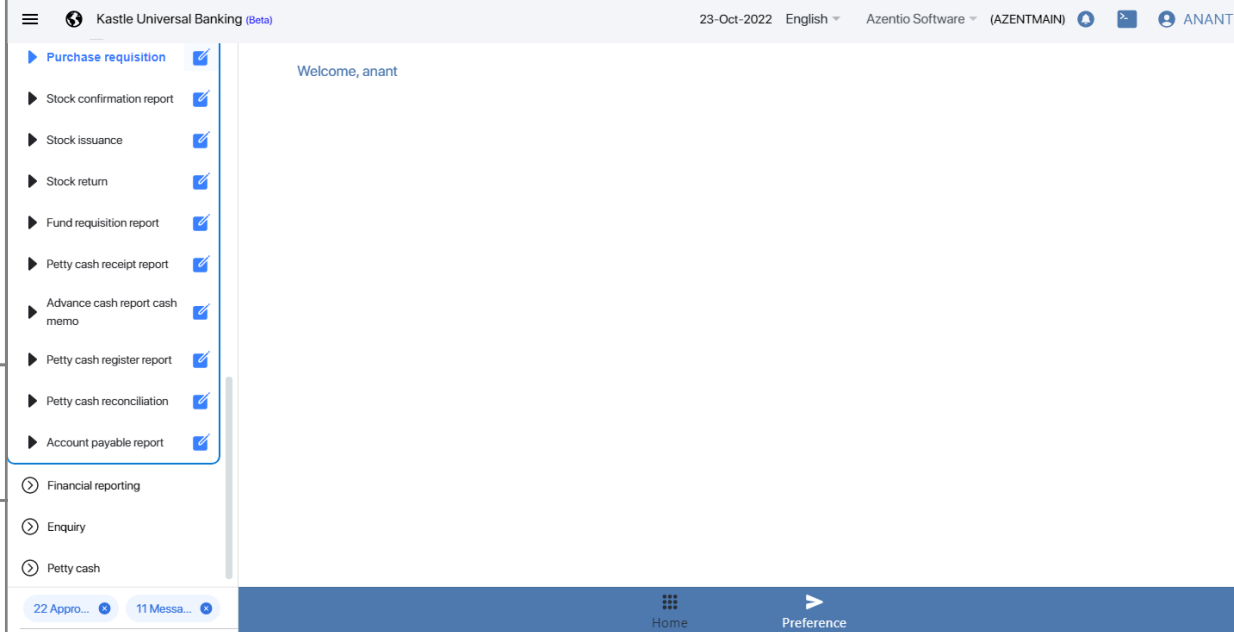 Kastle Universal Banking (Beta)
23-Oct-2022 English Azentio Software (AZENTMAIN) ANANT
Purchase requisition
Welcome, anant
Stock confirmation report
Stock issuance
Stock return
Fund requisition report
Petty cash receipt report
Advance cash report cash
memo
Petty cash register report
Petty cash reconciliation
Account payable report
Financial reporting
Enquiry
Petty cash
22 Appro... 11 Messa...
Home Preference